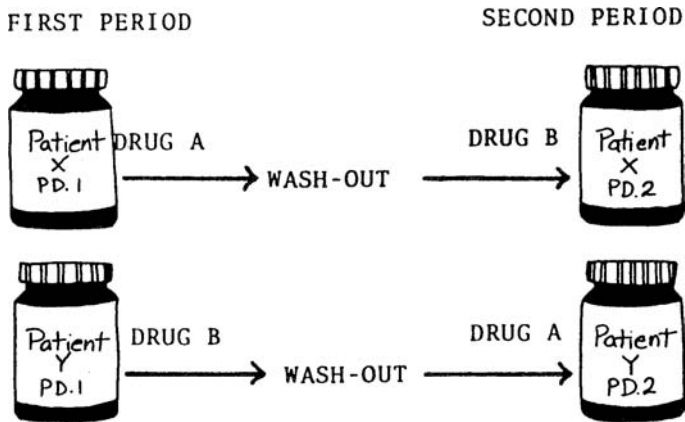 FIRST PERIOD
SECOND PERIOD
Patient
X
PD.1
DRUG A
WASH-OUT
DRUG B
Patient
X
PD.2
Patient
Y
PD.1
DRUG B
WASH-OUT
DRUG A
Patient
Y
PD.2